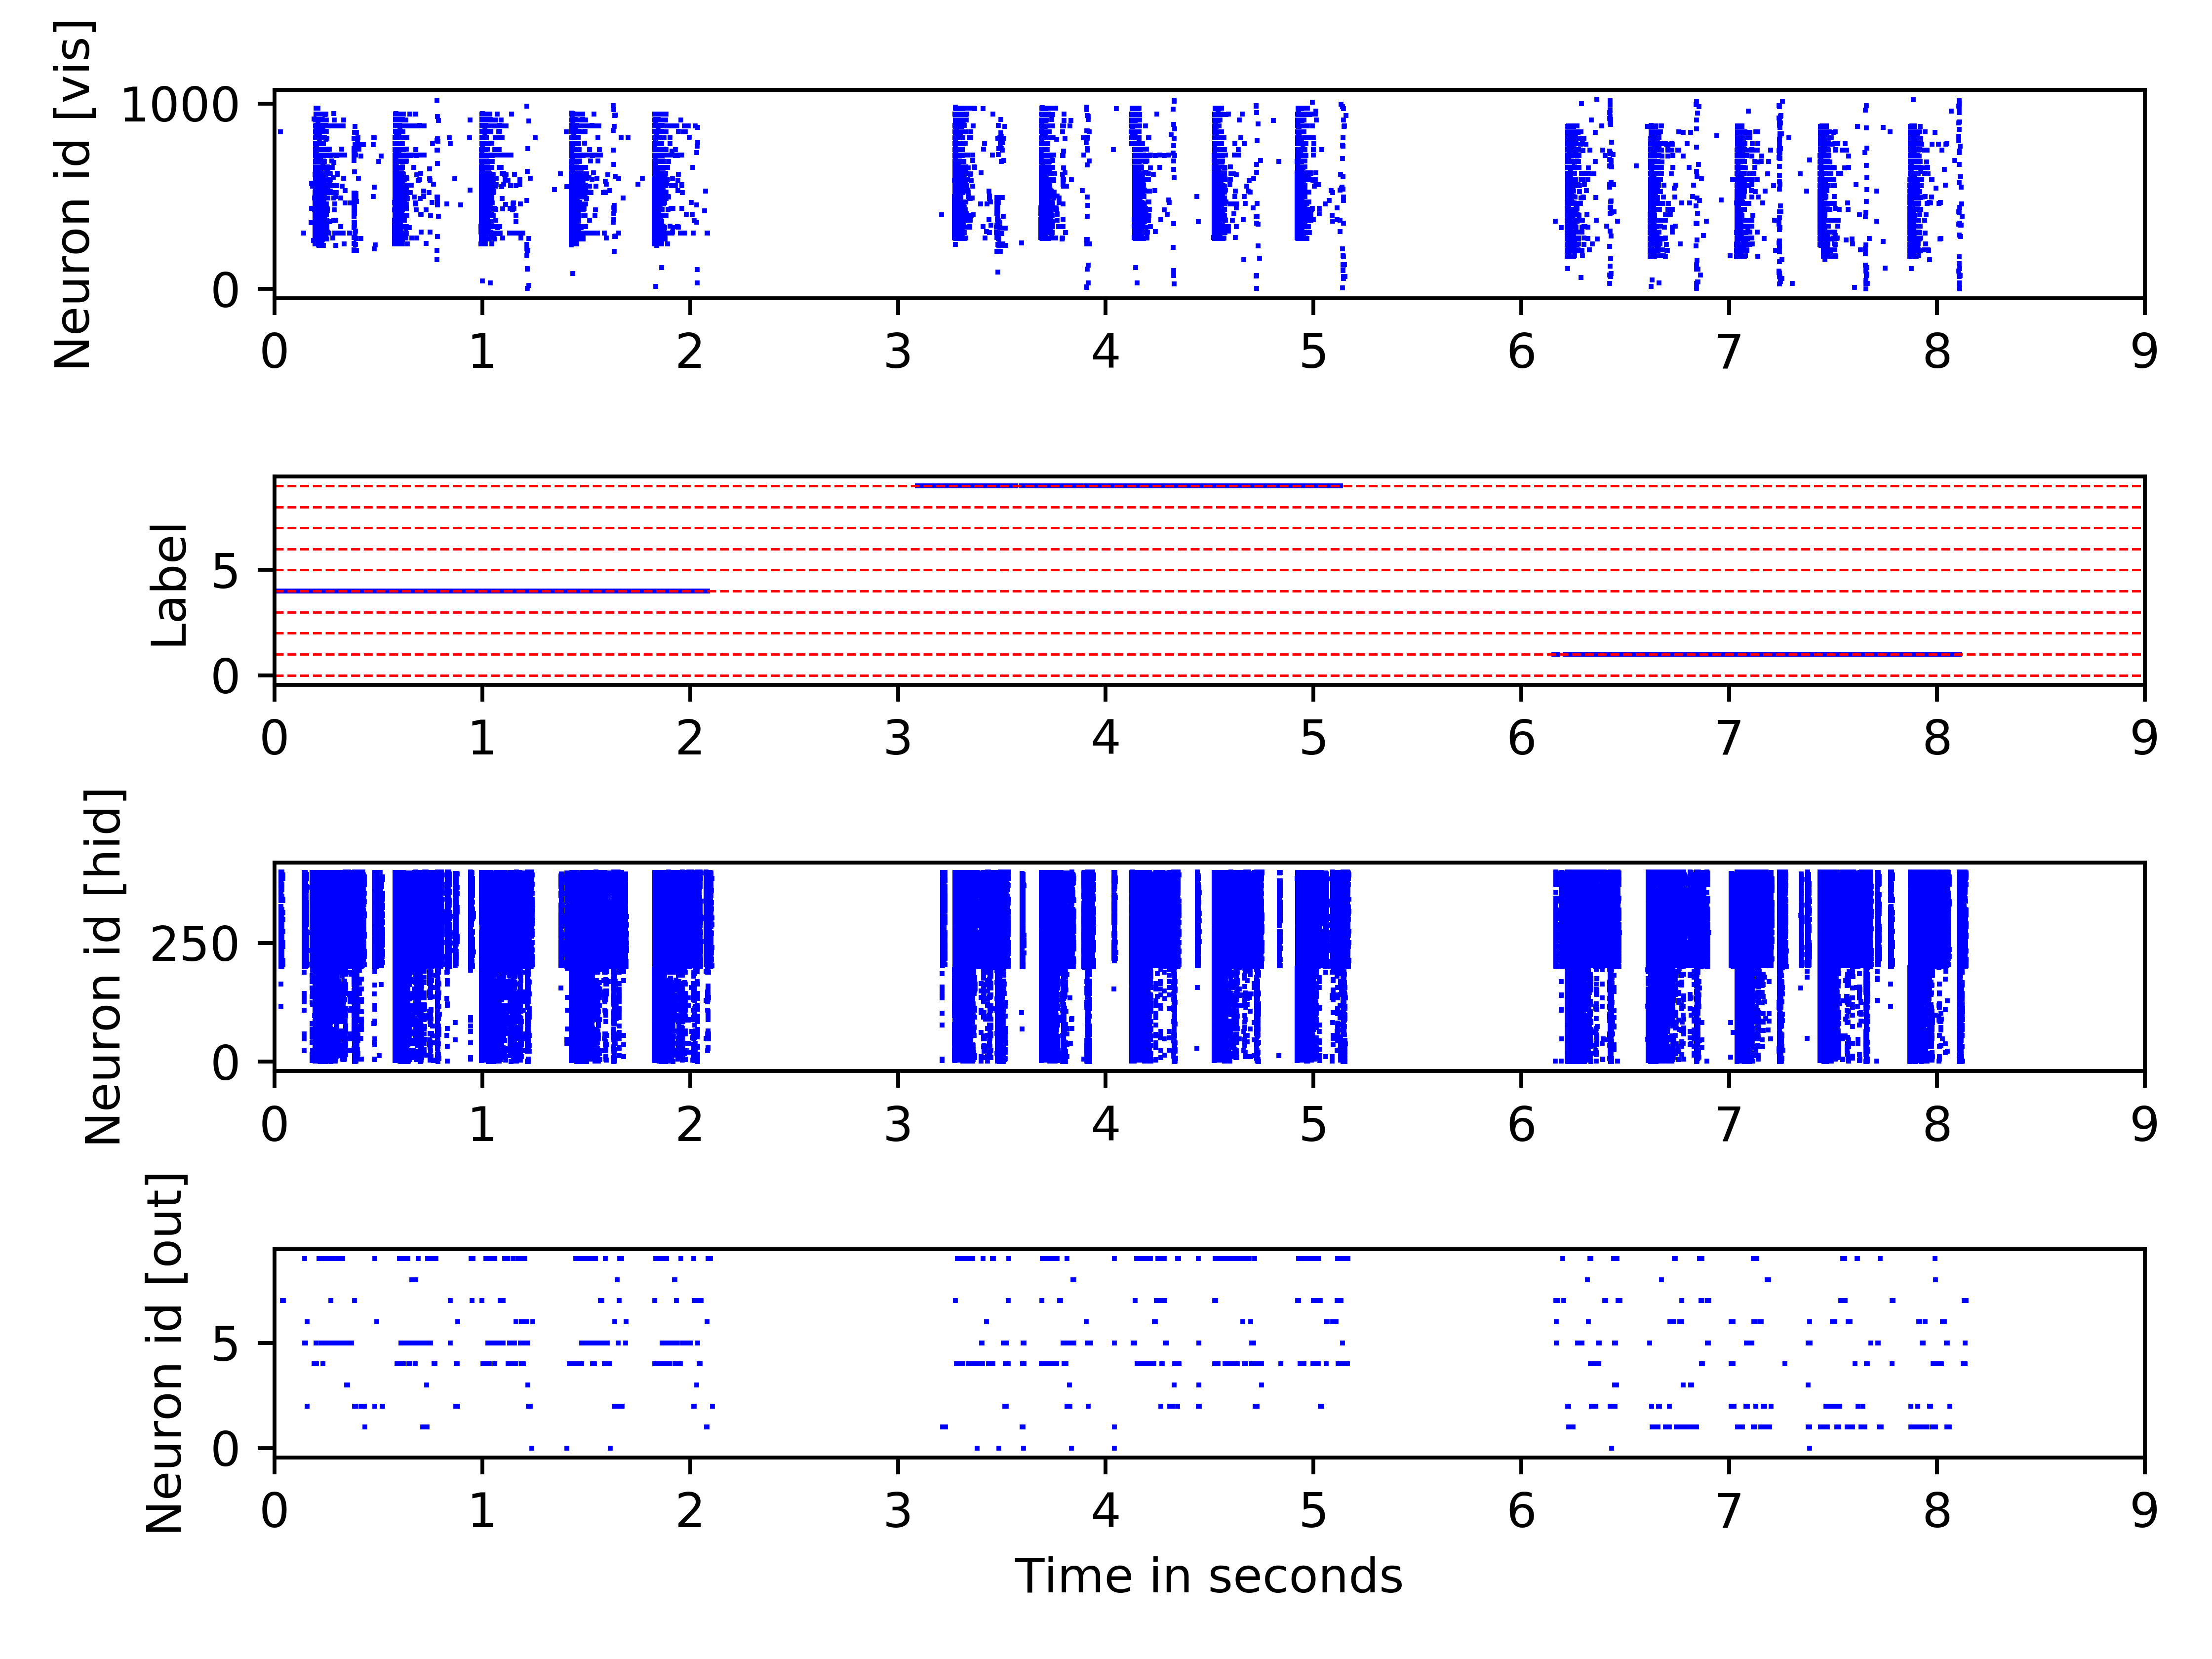 Neuron id [vis]
1000
0
0 1 2 3 4 5 6 7 8 9
Label
5
0
0 1 2 3 4 5 6 7 8 9
Neuron id [hid]
250
0
0 1 2 3 4 5 6 7 8 9
Neuron id [out]
5
0
0 1 2 3 4 5 6 7 8 9
Time in seconds